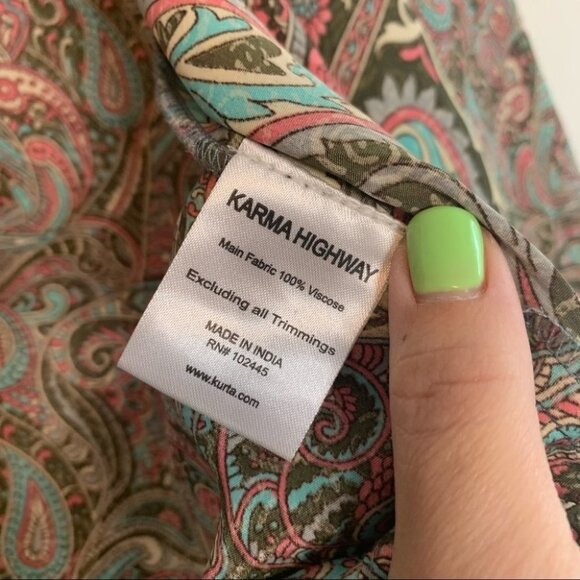 KARMA HIGHWAY
Main Fabric 100% Viscose
Excluding all Trimmings
MADE IN INDIA
RN# 102445
www.kurta.com